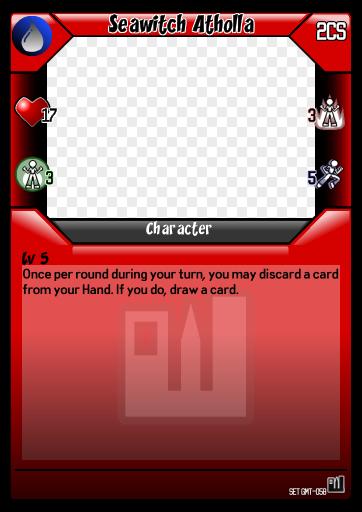 Seawitch Atholla
2CS
17
3
3
5
Character
Lv 5
Once per round during your turn, you may discard a card
from your Hand. If you do, draw a card.
SET GMT-058